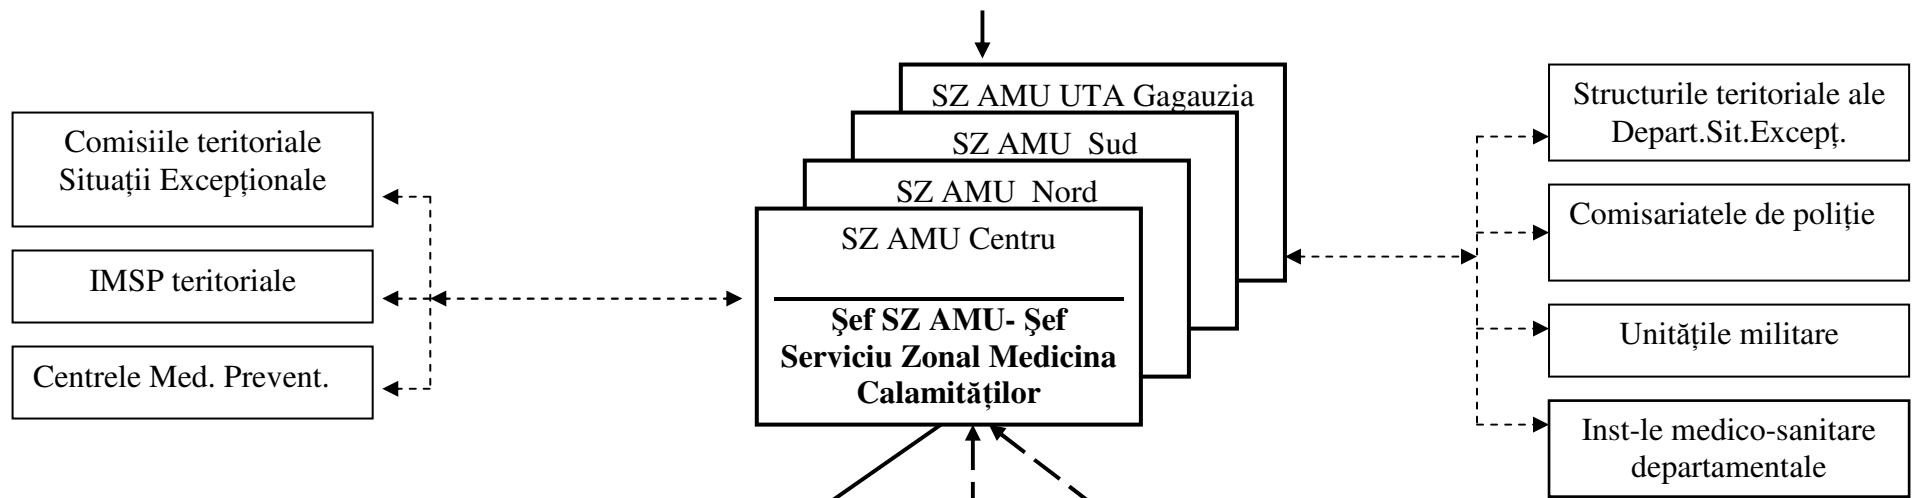 Comisiile teritoriale
Situații Excepționale
IMSP teritoriale
Centrele Med. Prevent.
SZ AMU UTA Gagauzia
SZ AMU Sud
SZ AMU Nord
SZ AMU Centru
Şef SZ AMU- Şef
Serviciu Zonal Medicina
Calamităților
Structurile teritoriale ale
Depart.Sit.Excepț.
Comisariatele de poliție
Unitățile militare
Inst-le medico-sanitare
departamentale